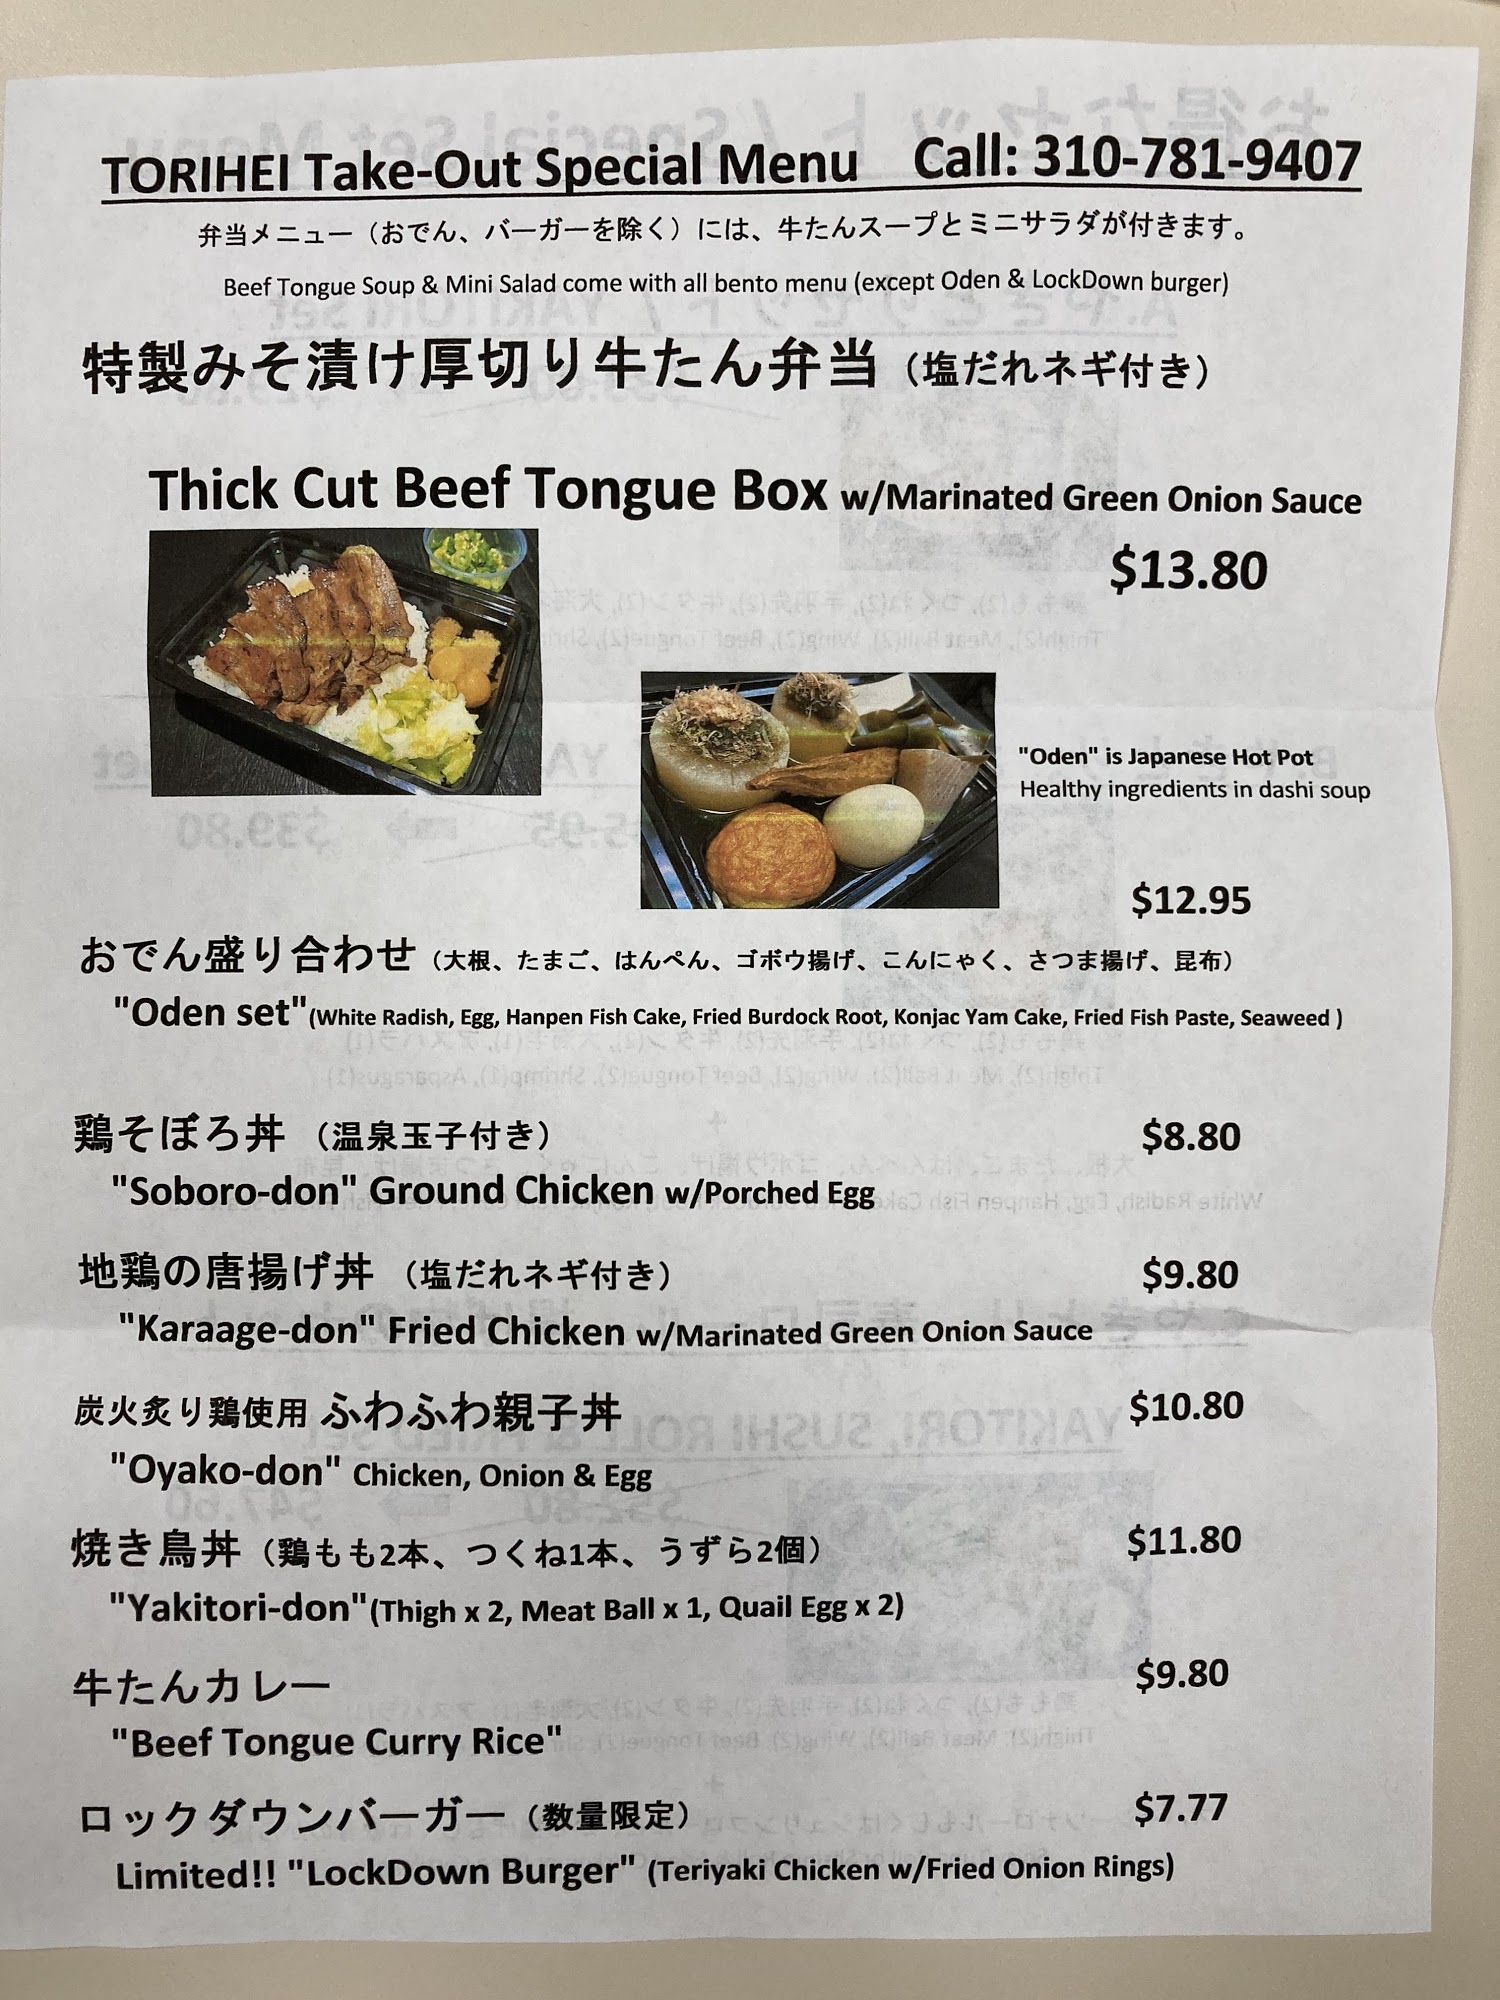 TORIHEI Take-Out Special Menu Call: 310-781-9407
弁当メニュー（おでん、バーガーを除く）には、牛たんスープとミニサラダが付きます。
Beef Tongue Soup & Mini Salad come with all bento menu (except Oden & LockDown burger)
特製みそ漬け厚切り牛たん弁当（塩だれネギ付き）
Thick Cut Beef Tongue Box w/Marinated Green Onion Sauce
$13.80
"Oden" is Japanese Hot Pot
Healthy ingredients in dashi soup
$12.95
おでん盛り合わせ（大根、たまご、はんぺん、ゴボウ揚げ、こんにゃく、さつま揚げ、昆布）
"Oden set"(White Radish, Egg, Hanpen Fish Cake, Fried Burdock Root, Konjac Yam Cake, Fried Fish Paste, Seaweed )
鶏そぼろ丼（温泉玉子付き） $8.80
"Soboro-don" Ground Chicken w/Porched Egg
地鶏の唐揚げ丼（塩だれネギ付き） $9.80
"Karaage-don" Fried Chicken w/Marinated Green Onion Sauce
炭火炙り鶏使用 ふわふわ親子丼 $10.80
"Oyako-don" Chicken, Onion & Egg
焼き鳥丼（鶏もも2本、つくね1本、うずら2個） $11.80
"Yakitori-don"(Thigh x 2, Meat Ball x 1, Quail Egg x 2)
牛たんカレー $9.80
"Beef Tongue Curry Rice"
ロックダウンバーガー（数量限定） $7.77
Limited!! "LockDown Burger" (Teriyaki Chicken w/Fried Onion Rings)